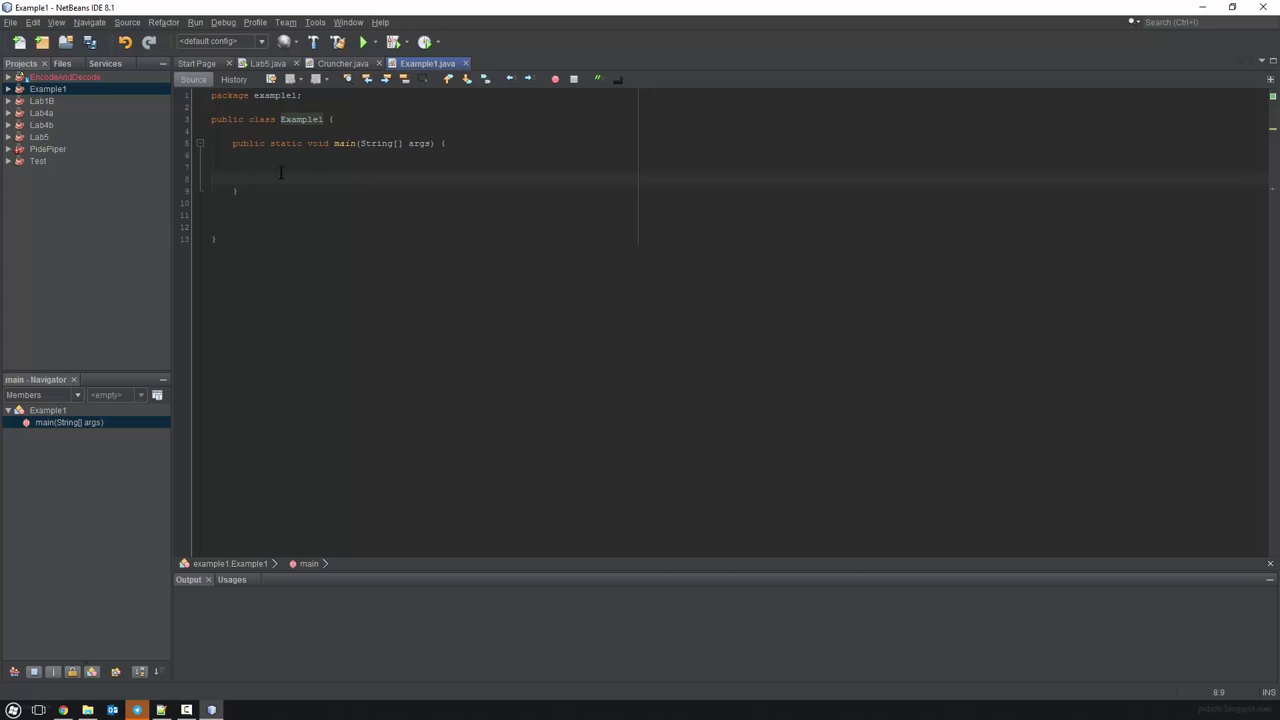 Example1 - NetBeans IDE 8.1
File Edit View Navigate Source Refactor Run Debug Profile Team Tools Window Help
Search (Ctrl+I)
<default config>
Projects Files Services
Start Page Lab5.java Cruncher.java Example1.java
Source History
EncodeAndDecode
Example1
Lab1B
Lab4a
Lab4b
Lab5
PidePiper
Test
1 package example1;
2
3 public class Example1 {
4
5 public static void main(String[] args) {
6
7
8
9 }
10
11
12
13 }
main - Navigator
Members <empty>
Example1
main(String[] args)
example1.Example1 main
Output Usages
8:9 INS